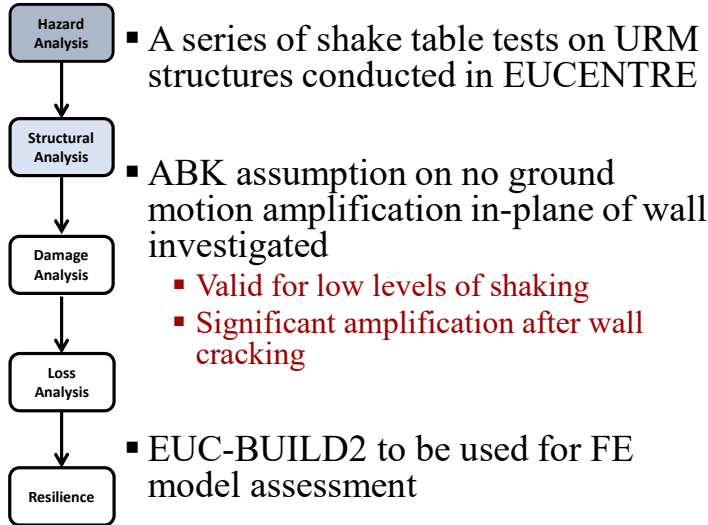 Hazard
Analysis
▪ A series of shake table tests on URM
structures conducted in EUCENTRE
Structural
Analysis
▪ ABK assumption on no ground
motion amplification in-plane of wall
investigated
Damage
Analysis
▪ Valid for low levels of shaking
▪ Significant amplification after wall
cracking
Loss
Analysis
▪ EUC-BUILD2 to be used for FE
model assessment
Resilience